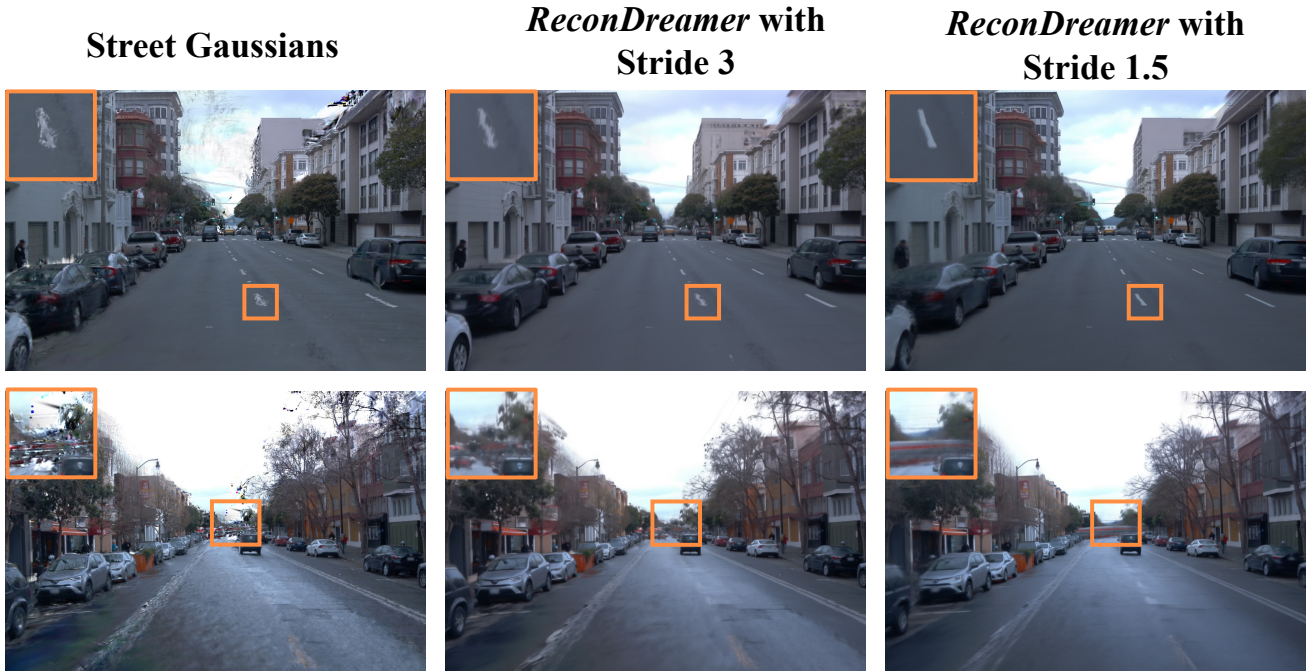 Street Gaussians
ReconDreamer with
Stride 3
ReconDreamer with
Stride 1.5